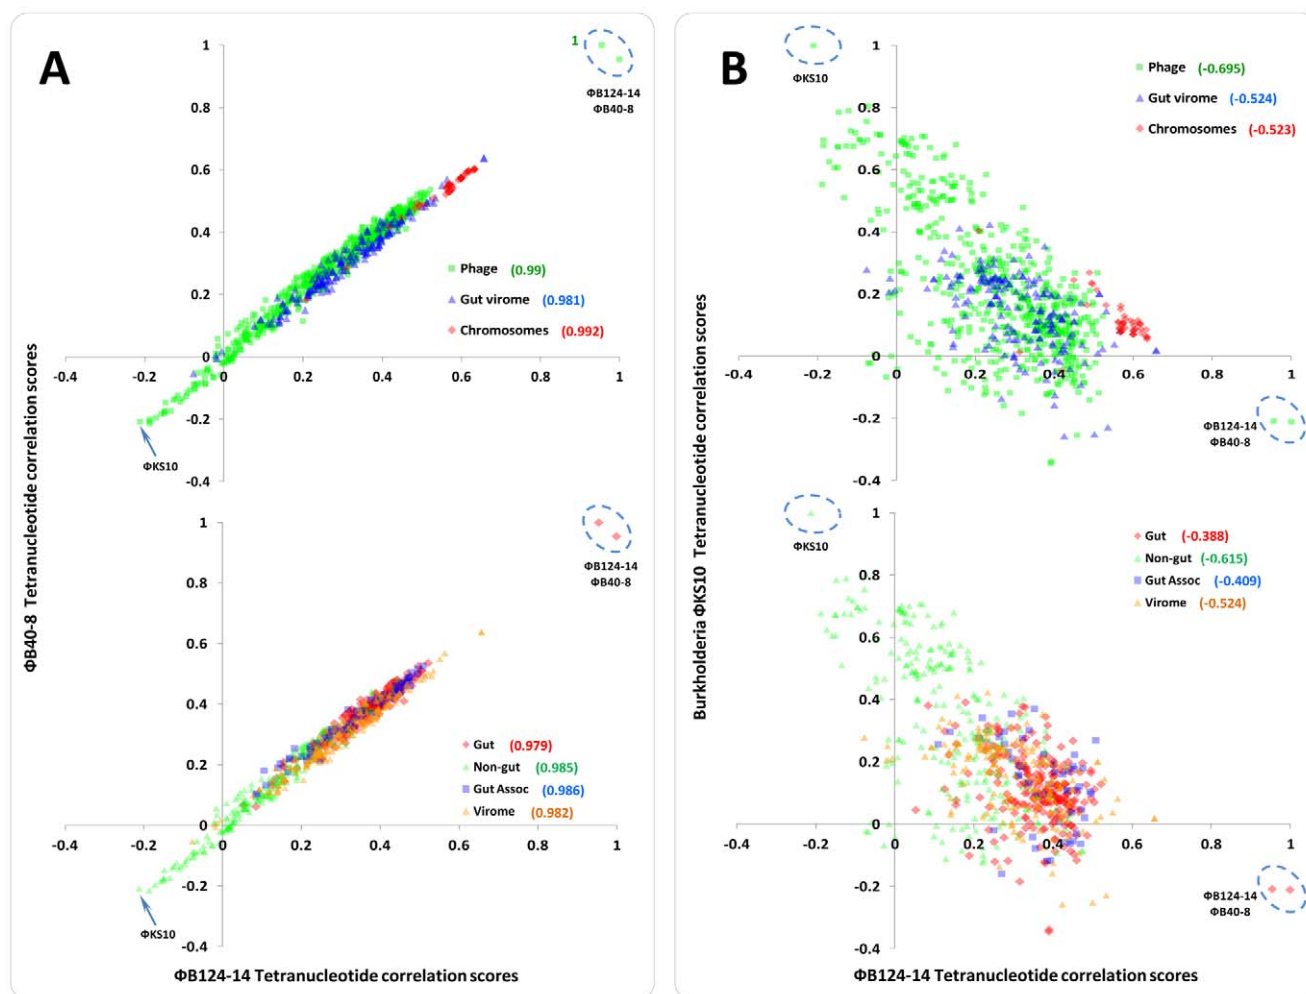 A
ΦB40-8 Tetranucleotide correlation scores
1
1
0.8
0.6
0.4
0.2
0
-0.2
-0.4
-0.4
-0.2
0
0.2
0.4
0.6
0.8
1
ΦB124-14
ΦB40-8
Phage (0.99)
Gut virome (0.981)
Chromosomes (0.992)
ΦKS10
1
0.8
0.6
0.4
0.2
0
-0.2
-0.4
-0.4
-0.2
0
0.2
0.4
0.6
0.8
1
ΦB124-14
ΦB40-8
Gut (0.979)
Non-gut (0.985)
Gut Assoc (0.986)
Virome (0.982)
ΦKS10
ΦB124-14 Tetranucleotide correlation scores
B
Burkholderia ΦKS10 Tetranucleotide correlation scores
ΦKS10
1
0.8
0.6
0.4
0.2
0
-0.2
-0.4
-0.4
-0.2
0
0.2
0.4
0.6
0.8
1
Phage (-0.695)
Gut virome (-0.524)
Chromosomes (-0.523)
ΦB124-14
ΦB40-8
ΦKS10
1
0.8
0.6
0.4
0.2
0
-0.2
-0.4
-0.4
-0.2
0
0.2
0.4
0.6
0.8
1
Gut (-0.388)
Non-gut (-0.615)
Gut Assoc (-0.409)
Virome (-0.524)
ΦB124-14
ΦB40-8
ΦB124-14 Tetranucleotide correlation scores